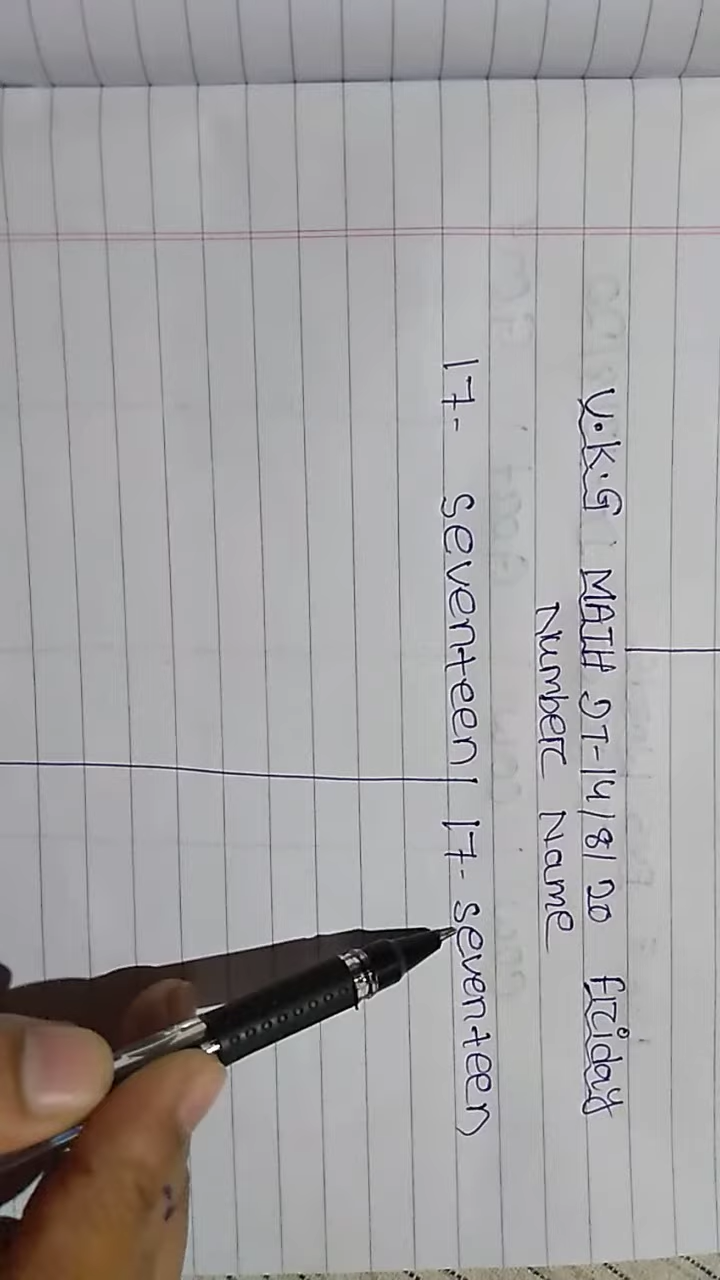 U.K.G MATH DT-14/8/20 friday
Number Name
17- seventeen 17- seventeen